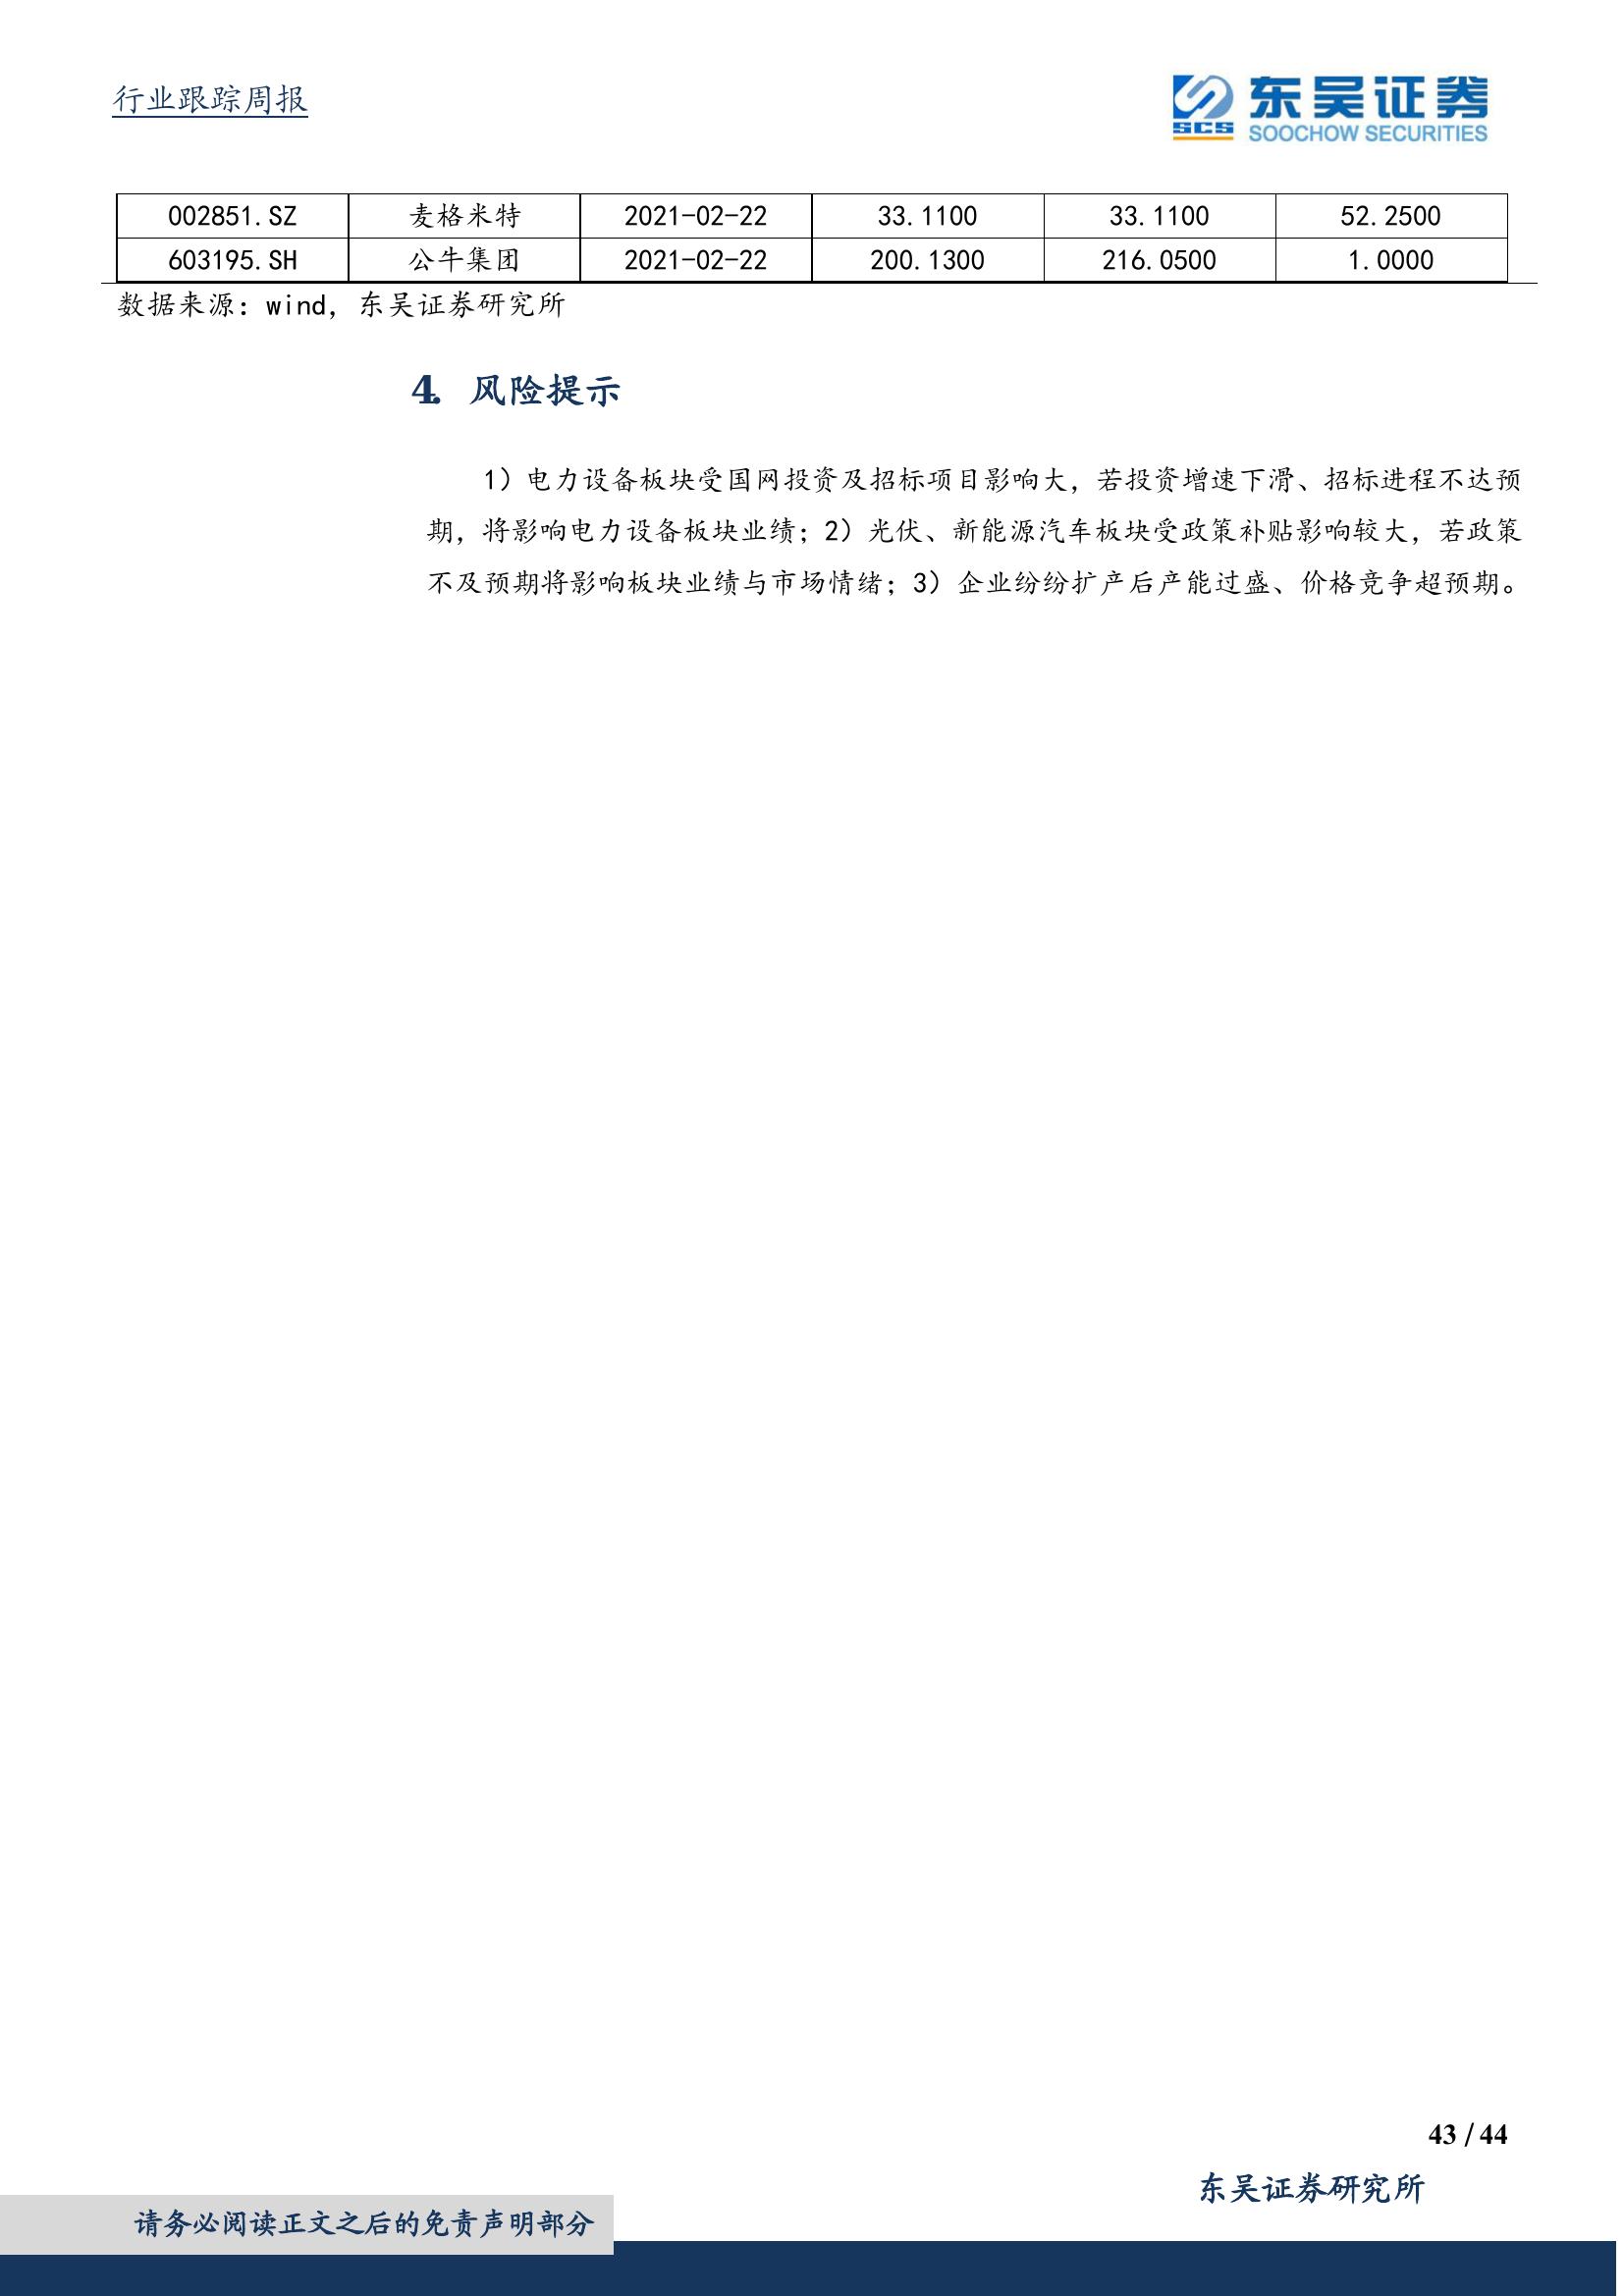 行业跟踪周报
东吴证券
SCS
SOOCHOW SECURITIES
002851.SZ 麦格米特 2021-02-22 33.1100 33.1100 52.2500
603195.SH 公牛集团 2021-02-22 200.1300 216.0500 1.0000
数据来源：wind，东吴证券研究所
4. 风险提示
1）电力设备板块受国网投资及招标项目影响大，若投资增速下滑、招标进程不达预
期，将影响电力设备板块业绩；2）光伏、新能源汽车板块受政策补贴影响较大，若政策
不及预期将影响板块业绩与市场情绪；3）企业纷纷扩产后产能过盛、价格竞争超预期。
43 / 44
东吴证券研究所
请务必阅读正文之后的免责声明部分